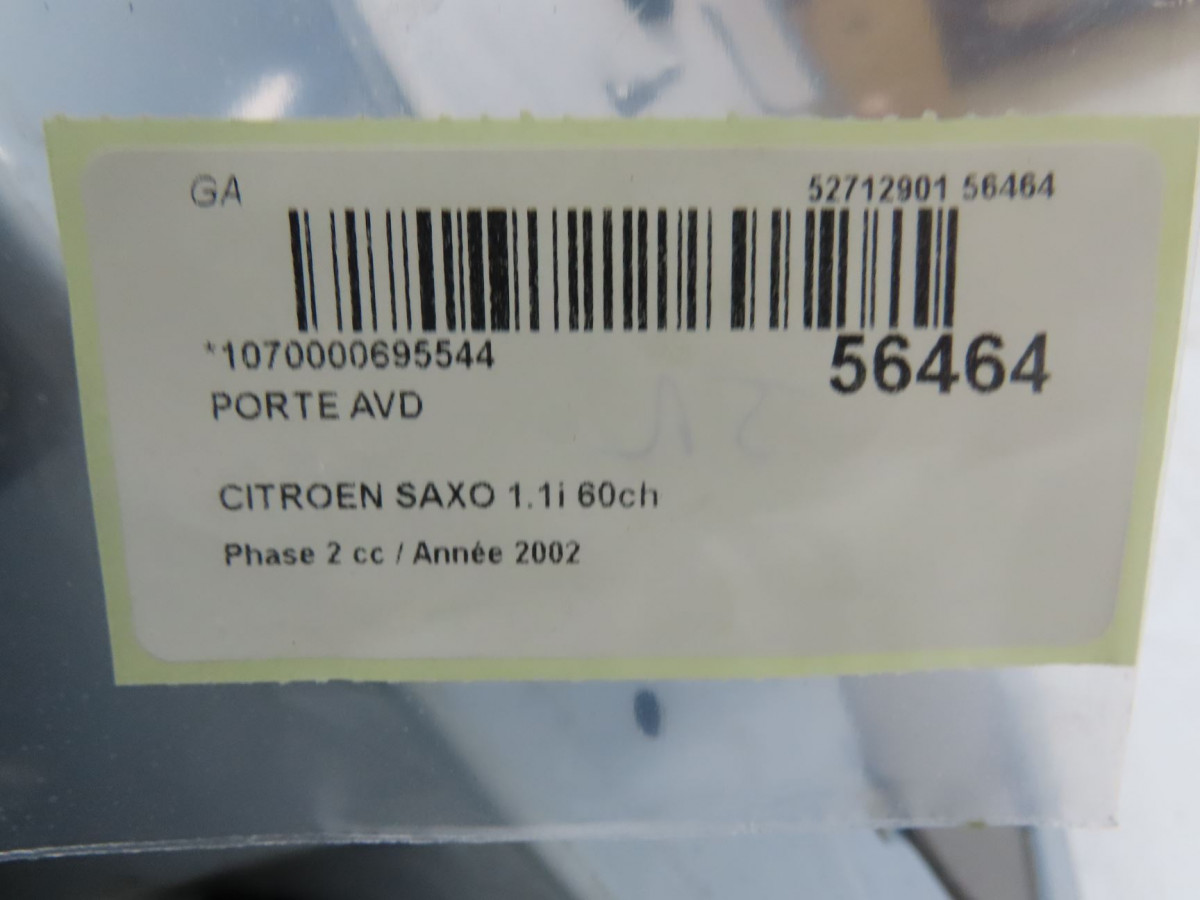 GA
52712901 56464
*1070000695544
56464
PORTE AVD
CITROEN SAXO 1.1i 60ch
Phase 2 cc / Année 2002